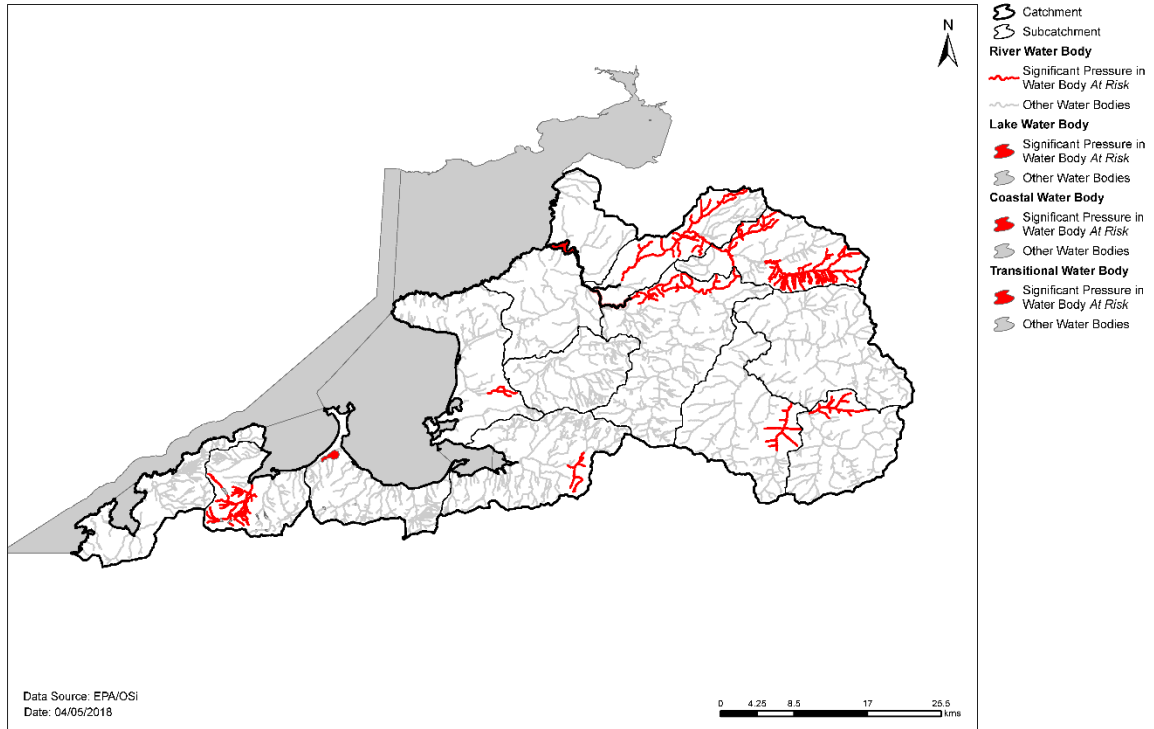 N
Catchment
Subcatchment
River Water Body
Significant Pressure in
Water Body At Risk
Other Water Bodies
Lake Water Body
Significant Pressure in
Water Body At Risk
Other Water Bodies
Coastal Water Body
Significant Pressure in
Water Body At Risk
Other Water Bodies
Transitional Water Body
Significant Pressure in
Water Body At Risk
Other Water Bodies
Data Source: EPA/OSi
Date: 04/05/2018
0 4.25 8.5 17 25.5
kms